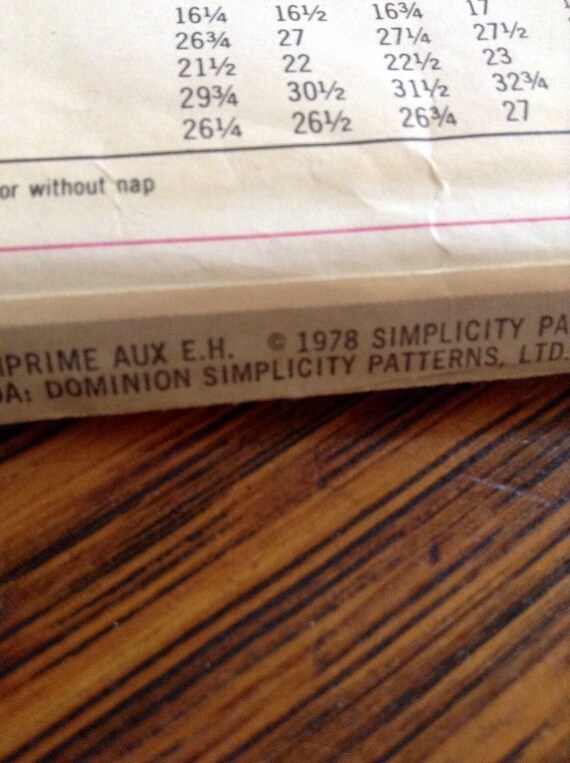 16¼ 16½ 16¾ 17
26¾ 27 27¼ 27½
21½ 22 22½ 23
29¾ 30½ 31½ 32¾
26¼ 26½ 26¾ 27
or without nap
PRIME AUX E.H. © 1978 SIMPLICITY PA
DA: DOMINION SIMPLICITY PATTERNS, LTD.